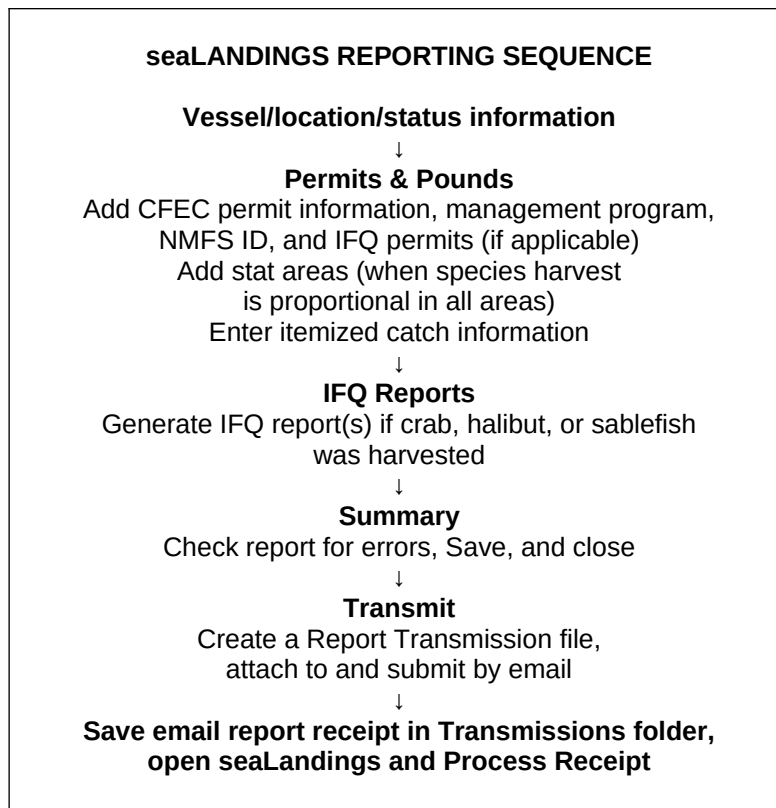 seaLANDINGS REPORTING SEQUENCE
Vessel/location/status information
↓
Permits & Pounds
Add CFEC permit information, management program,
NMFS ID, and IFQ permits (if applicable)
Add stat areas (when species harvest
is proportional in all areas)
Enter itemized catch information
↓
IFQ Reports
Generate IFQ report(s) if crab, halibut, or sablefish
was harvested
↓
Summary
Check report for errors, Save, and close
↓
Transmit
Create a Report Transmission file,
attach to and submit by email
↓
Save email report receipt in Transmissions folder,
open seaLandings and Process Receipt